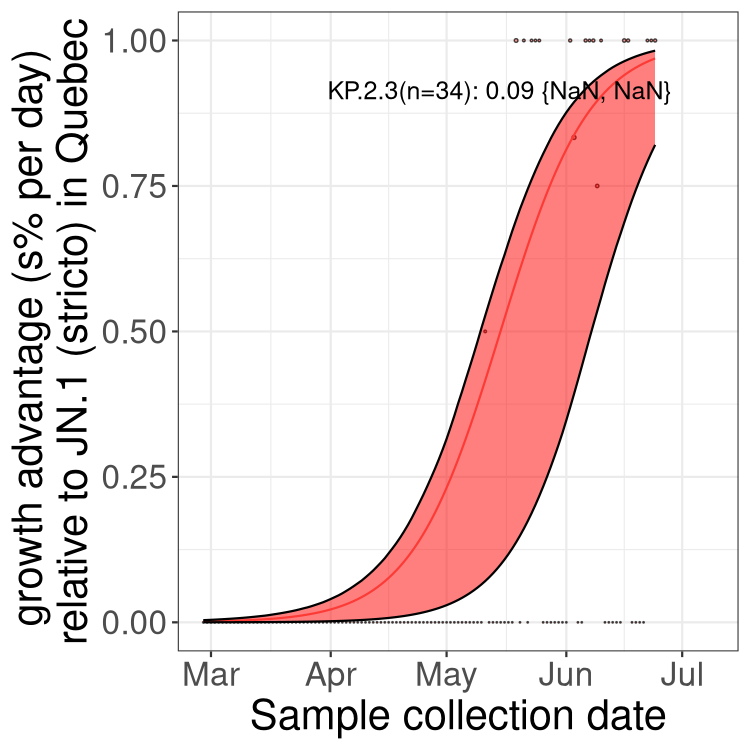 growth advantage (s% per day)
relative to JN.1 (stricto) in Quebec
1.00
0.75
0.50
0.25
0.00
KP.2.3(n=34): 0.09 {NaN, NaN}
Mar Apr May Jun Jul
Sample collection date